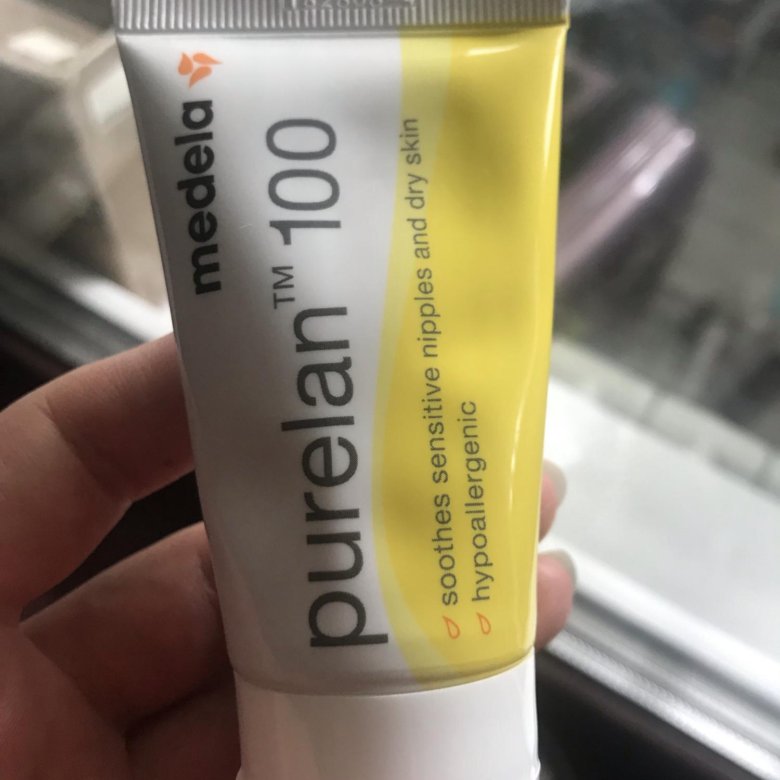 medela
purelan™ 100
soothes sensitive nipples and dry skin
hypoallergenic